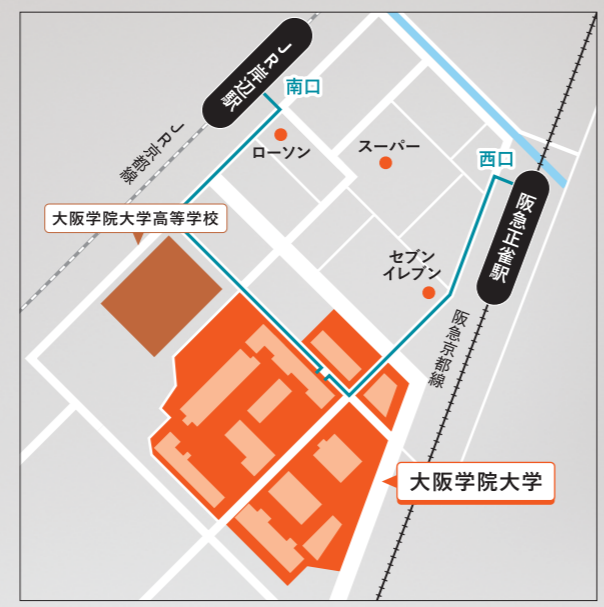 JR岸辺駅
南口
ローソン
スーパー
JR京都線
西口
阪急正雀駅
大阪学院大学高等学校
セブン
イレブン
阪急京都線
大阪学院大学